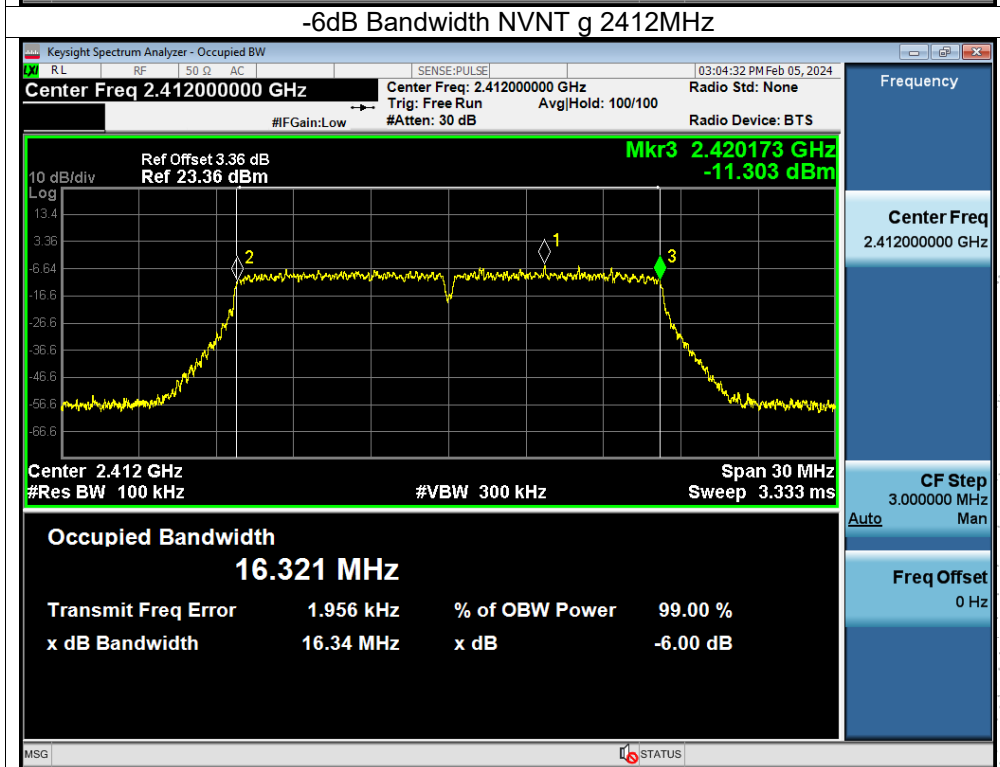 -6dB Bandwidth NVNT g 2412MHz
Keysight Spectrum Analyzer - Occupied BW
LXI RL RF 50 Ω AC SENSE:PULSE 03:04:32 PM Feb 05, 2024
Center Freq 2.412000000 GHz Center Freq: 2.412000000 GHz Radio Std: None
Trig: Free Run Avg|Hold: 100/100
#IFGain:Low #Atten: 30 dB Radio Device: BTS
Frequency
Mkr3 2.420173 GHz
-11.303 dBm
Ref Offset 3.36 dB
10 dB/div Ref 23.36 dBm
Log
13.4
3.36
-6.64
-16.6
-26.6
-36.6
-46.6
-56.6
-66.6
2
1
3
Center 2.412 GHz Span 30 MHz
#Res BW 100 kHz #VBW 300 kHz Sweep 3.333 ms
Center Freq
2.412000000 GHz
CF Step
3.000000 MHz
Auto Man
Freq Offset
0 Hz
Occupied Bandwidth
16.321 MHz
Transmit Freq Error 1.956 kHz % of OBW Power 99.00 %
x dB Bandwidth 16.34 MHz x dB -6.00 dB
MSG STATUS